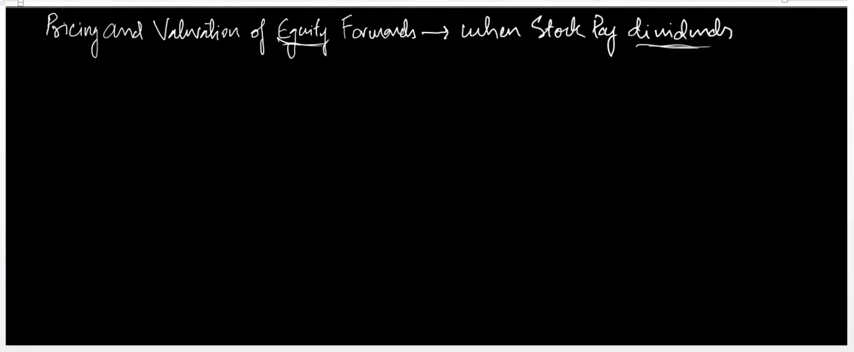 Pricing and Valuation of Equity Forwards → when Stock Pay dividends